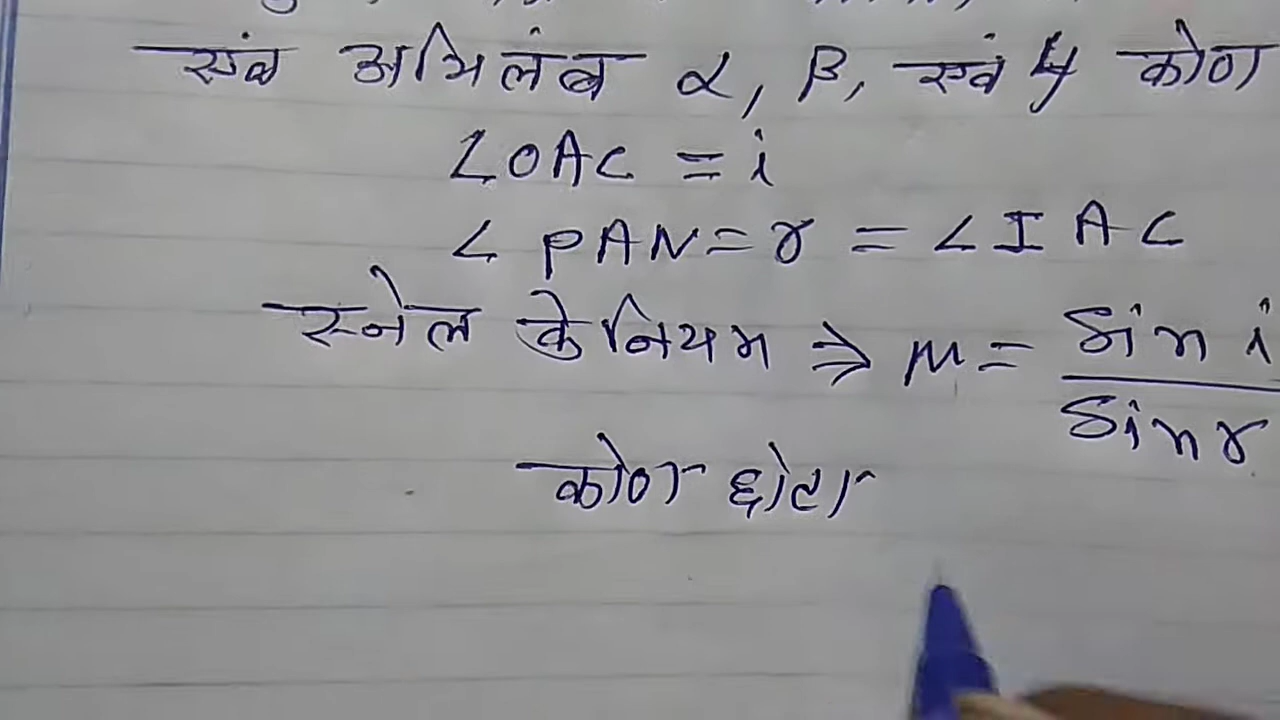 एवं अभिलंब α, β, एवं ψ कोण
∠OAC = i
∠PAN = r = ∠IAC
स्नेल के नियम ⇒ μ = sin i / sin r
कोण छोटा